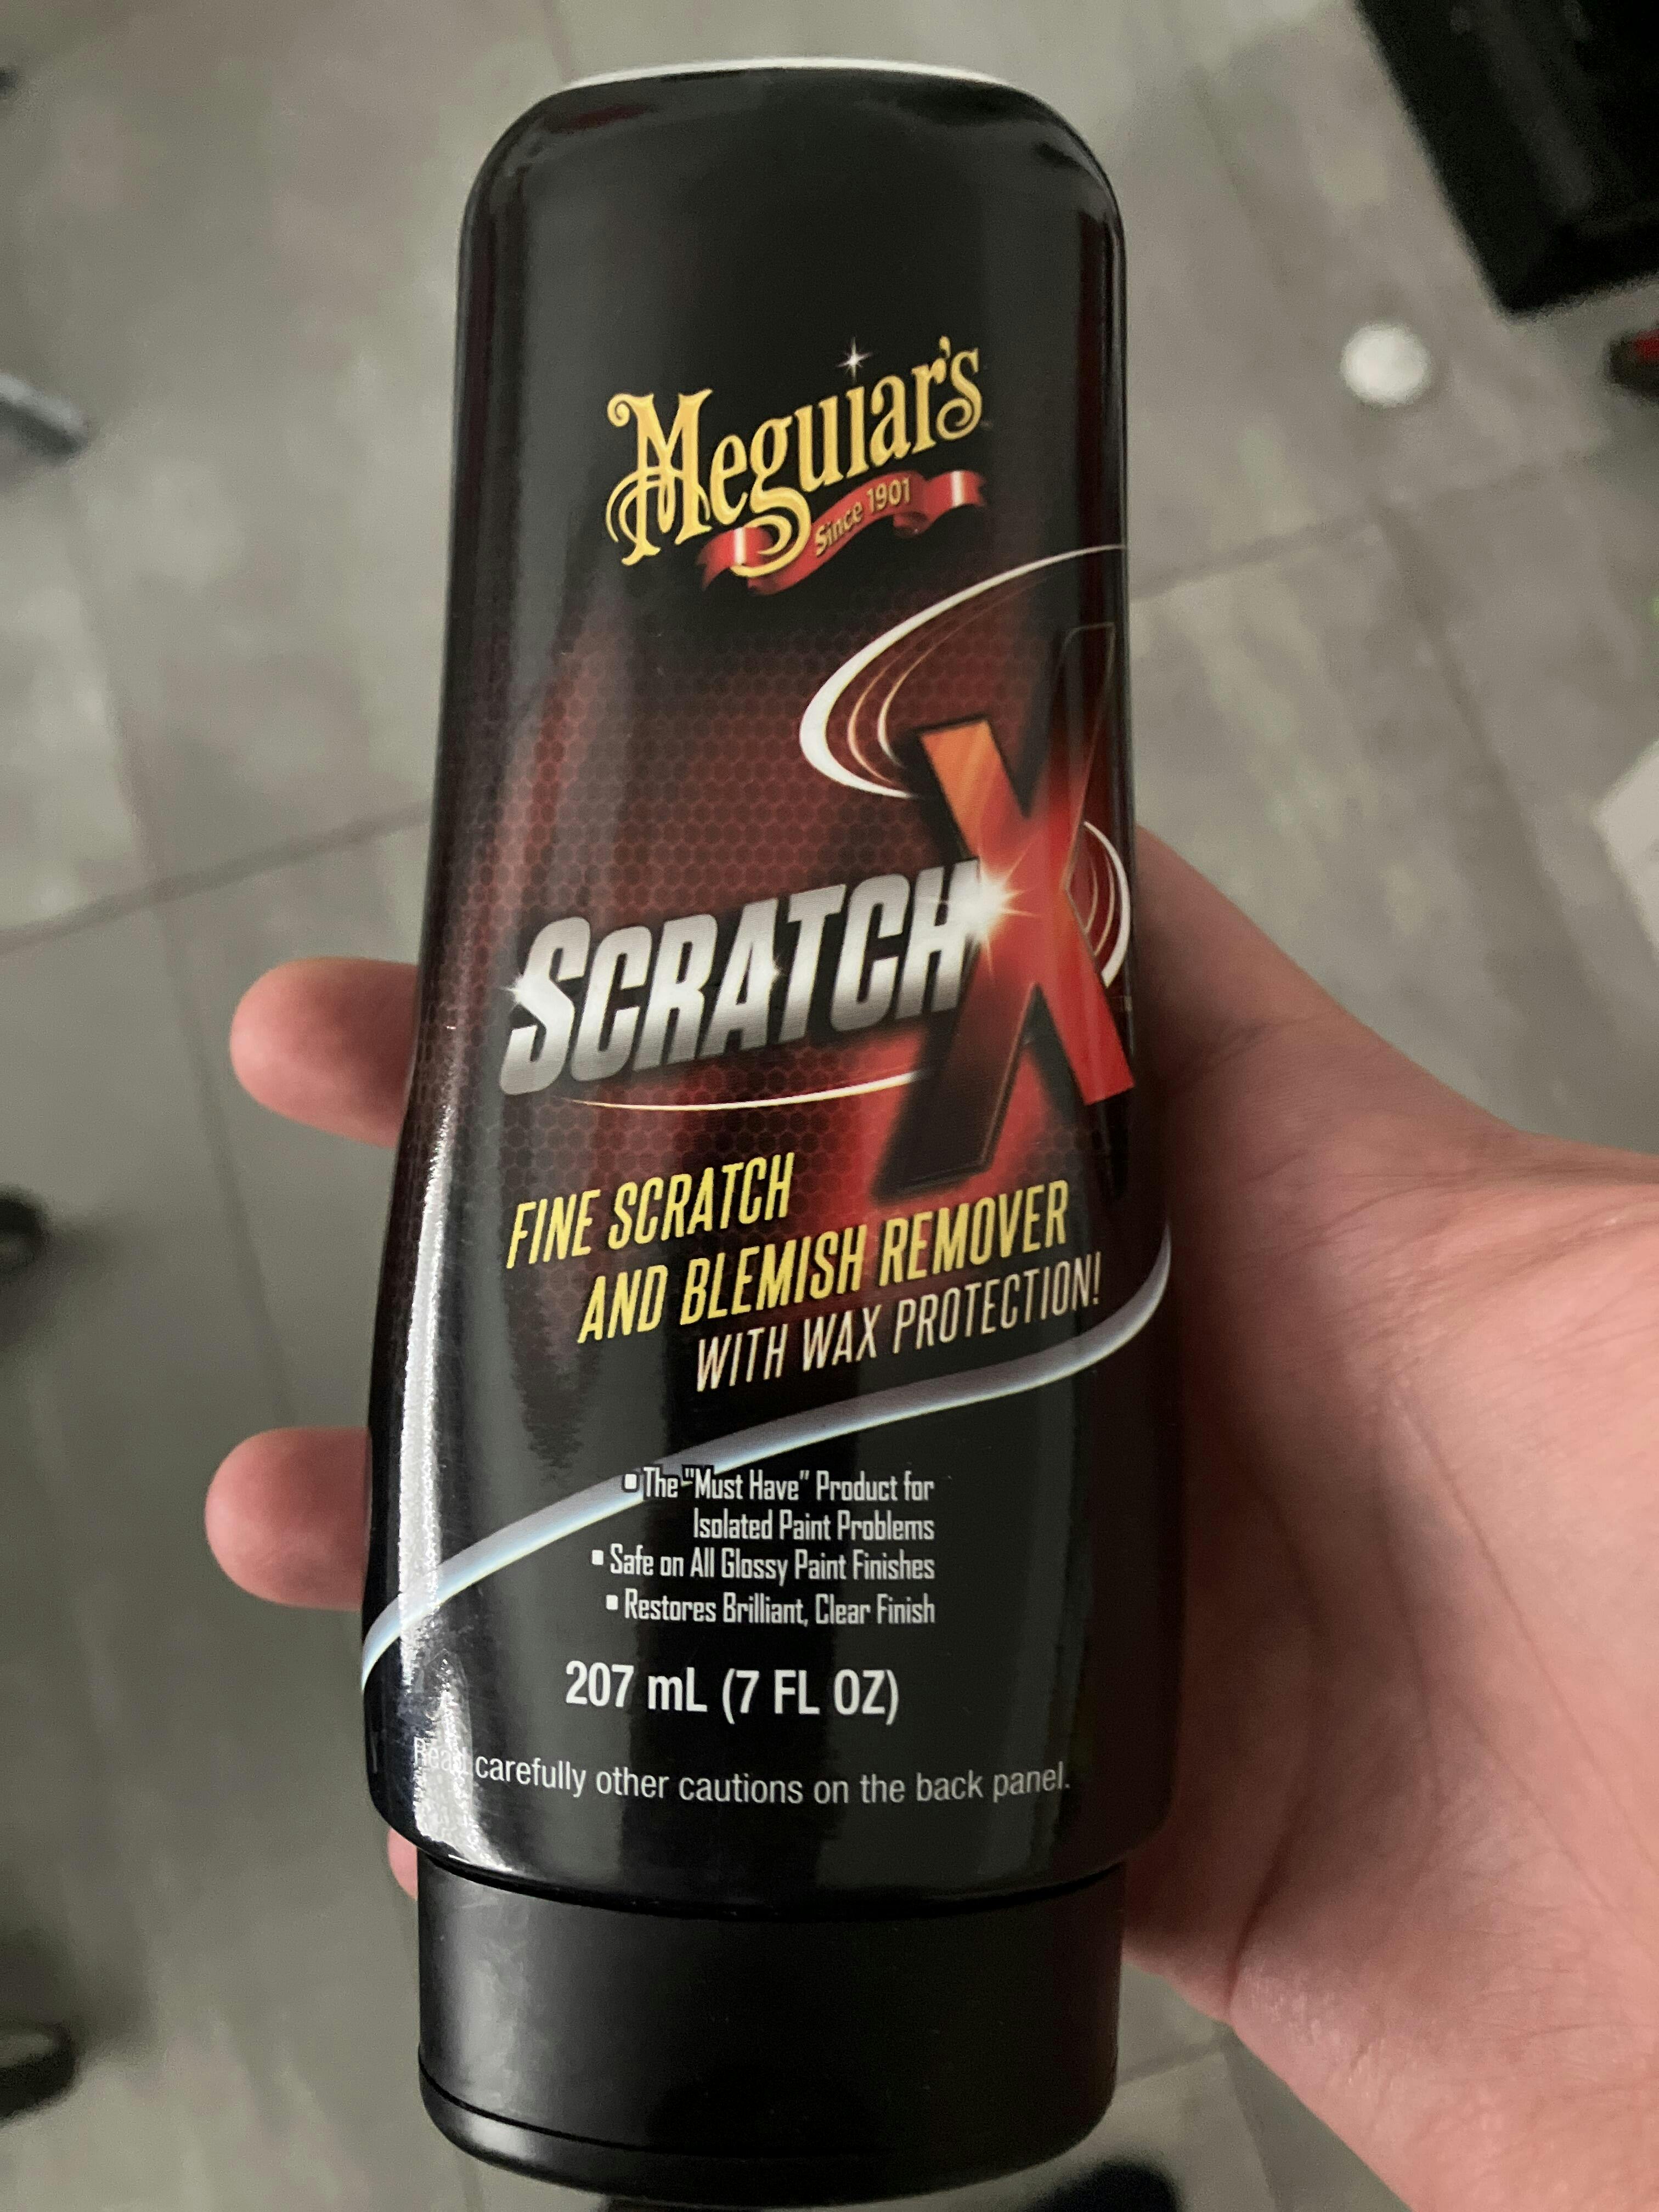 Meguiar's
Since 1901
SCRATCHX
FINE SCRATCH
AND BLEMISH REMOVER
WITH WAX PROTECTION!
▪ The "Must Have" Product for
Isolated Paint Problems
▪ Safe on All Glossy Paint Finishes
▪ Restores Brilliant, Clear Finish
207 mL (7 FL OZ)
Read carefully other cautions on the back panel.